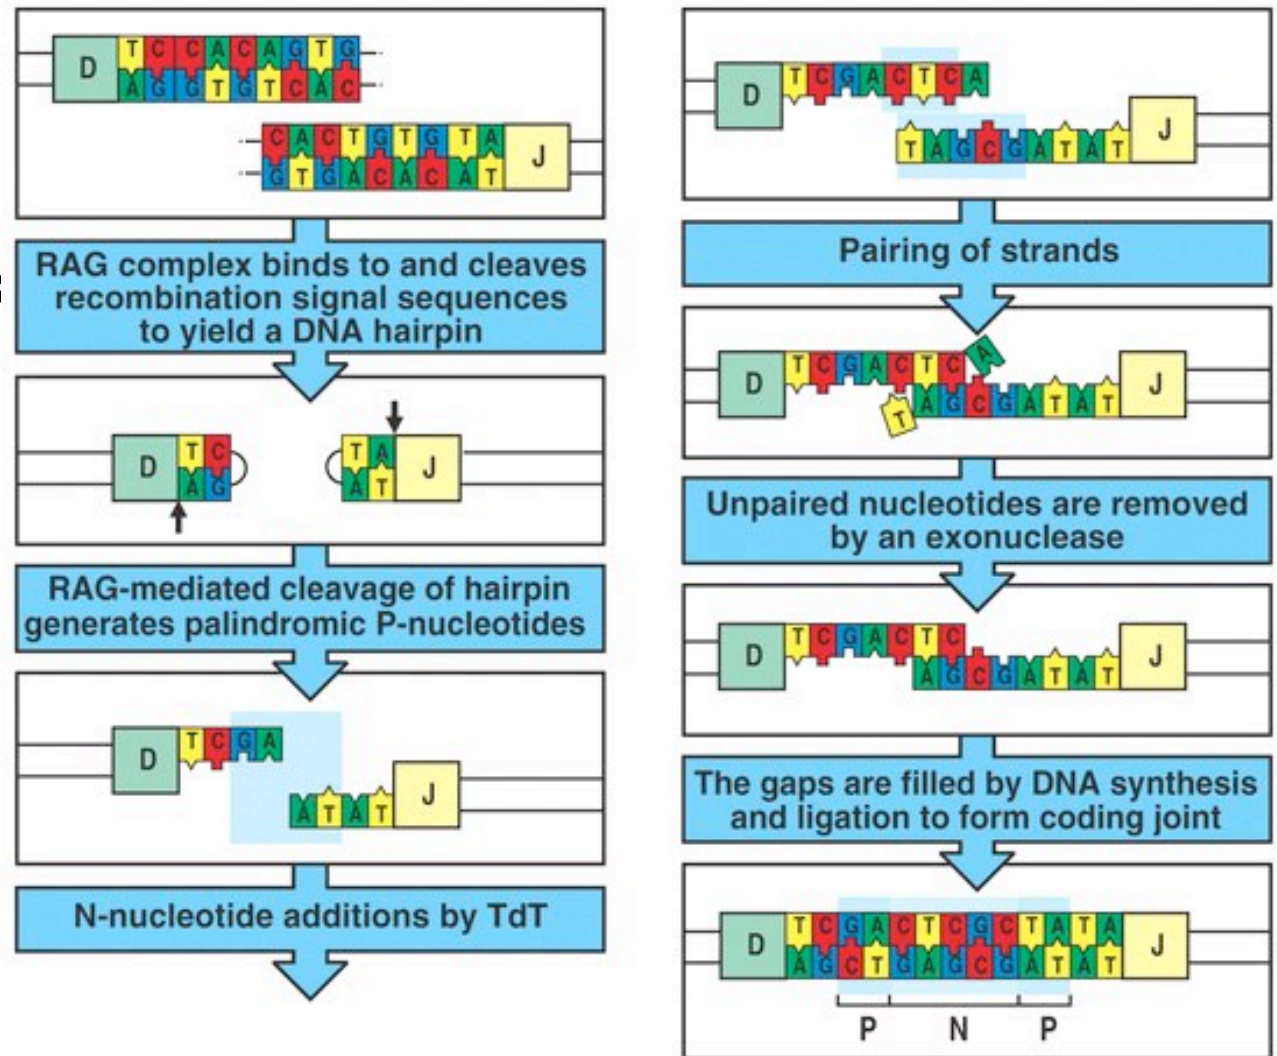 D
T C C A C A G T G
A G G T G T C A C
C A C T G T G T A
G T G A C A C A T
J
RAG complex binds to and cleaves
recombination signal sequences
to yield a DNA hairpin
D
T C
A G
T A
A T
J
RAG-mediated cleavage of hairpin
generates palindromic P-nucleotides
D
T C G A
A T A T
J
N-nucleotide additions by TdT
D
T C G A C T C A
T A G C G A T A T
J
Pairing of strands
D
T C G A C T C A
T A G C G A T A T
J
Unpaired nucleotides are removed
by an exonuclease
D
T C G A C T C
A G C G A T A T
J
The gaps are filled by DNA synthesis
and ligation to form coding joint
D
T C G A C T C G C T A T A
A G C T G A G C G A T A T
J
P N P